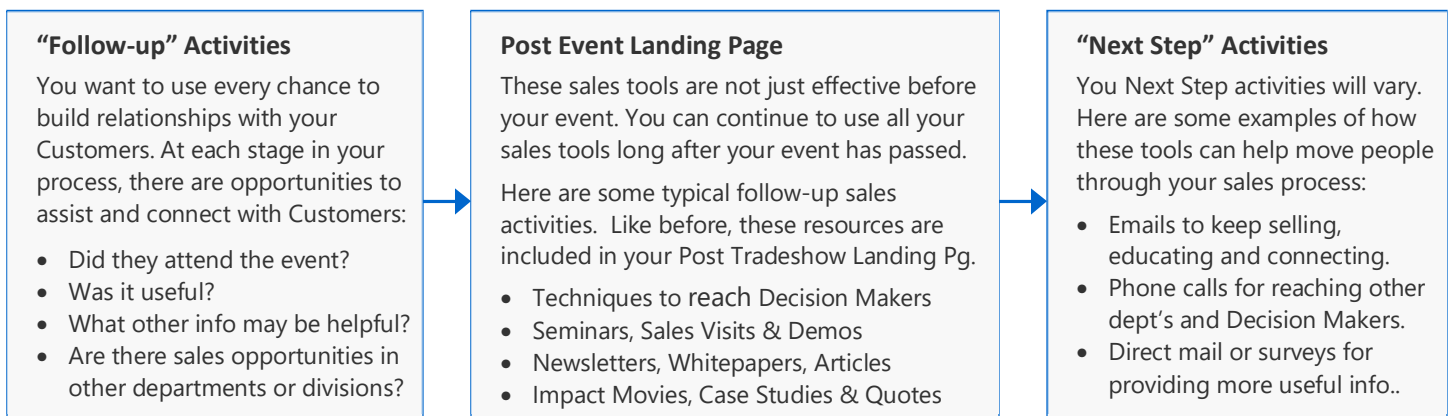 “Follow-up” Activities
You want to use every chance to
build relationships with your
Customers. At each stage in your
process, there are opportunities to
assist and connect with Customers:
• Did they attend the event?
• Was it useful?
• What other info may be helpful?
• Are there sales opportunities in
other departments or divisions?
Post Event Landing Page
These sales tools are not just effective before
your event. You can continue to use all your
sales tools long after your event has passed.
Here are some typical follow-up sales
activities.  Like before, these resources are
included in your Post Tradeshow Landing Pg.
• Techniques to reach Decision Makers
• Seminars, Sales Visits & Demos
• Newsletters, Whitepapers, Articles
• Impact Movies, Case Studies & Quotes
“Next Step” Activities
You Next Step activities will vary.
Here are some examples of how
these tools can help move people
through your sales process:
• Emails to keep selling,
educating and connecting.
• Phone calls for reaching other
dept’s and Decision Makers.
• Direct mail or surveys for
providing more useful info..